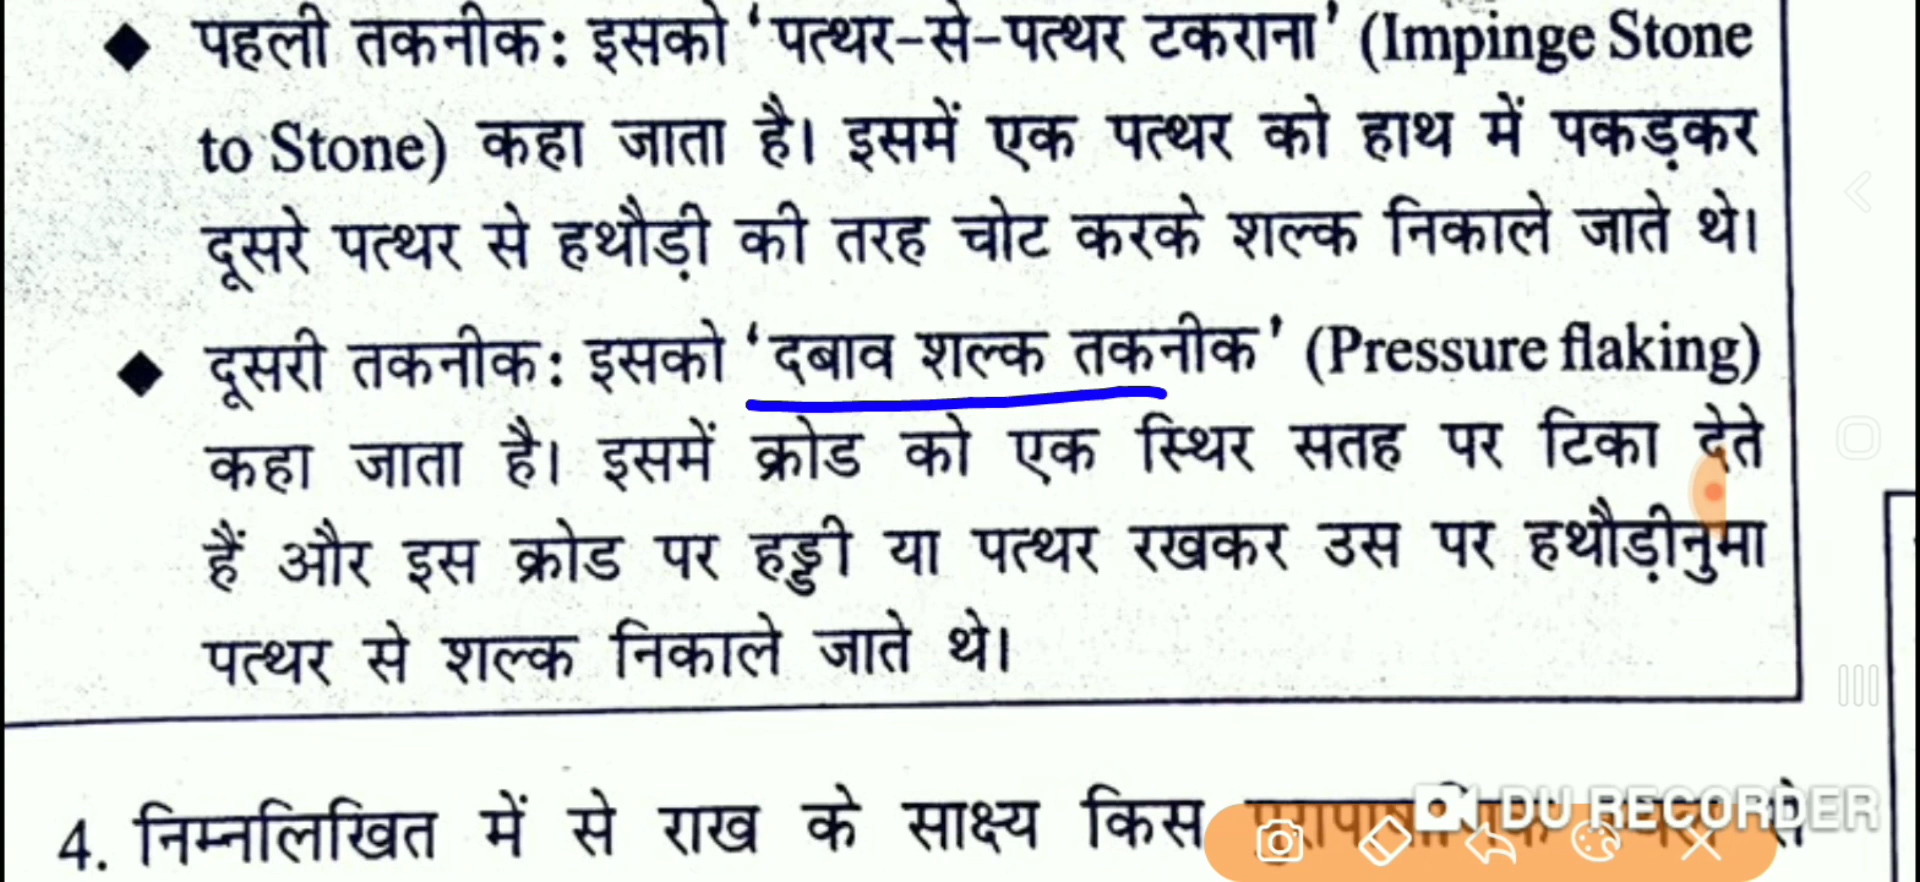 ◆ पहली तकनीक: इसको ‘पत्थर-से-पत्थर टकराना’ (Impinge Stone
to Stone) कहा जाता है। इसमें एक पत्थर को हाथ में पकड़कर
दूसरे पत्थर से हथौड़ी की तरह चोट करके शल्क निकाले जाते थे।
◆ दूसरी तकनीक: इसको ‘दबाव शल्क तकनीक’ (Pressure flaking)
कहा जाता है। इसमें क्रोड को एक स्थिर सतह पर टिका देते
हैं और इस क्रोड पर हड्डी या पत्थर रखकर उस पर हथौड़ीनुमा
पत्थर से शल्क निकाले जाते थे।
4. निम्नलिखित में से राख के साक्ष्य किस से
DU RECORDER